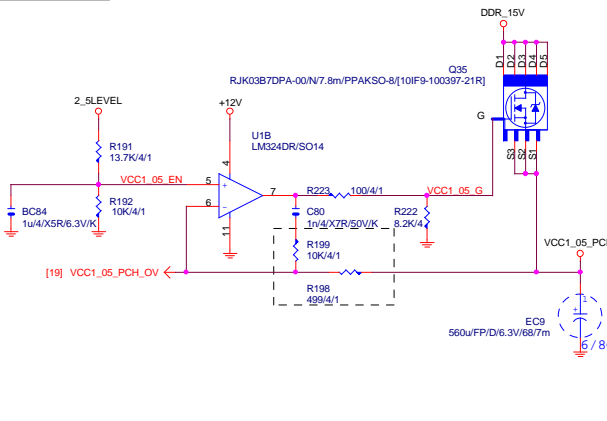 DDR_15V
D1
D2
D3
D4
D5
Q35
RJK03B7DPA-00/N/7.8m/PPAKSO-8/[10IF9-100397-21R]
G
S3
S2
S1
2_5LEVEL
+12V
R191
13.7K/4/1
U1B
LM324DR/SO14
4
VCC1_05_EN
5
+
6
-
7
11
R223
100/4/1
VCC1_05_G
BC84
1u/4/X5R/6.3V/K
R192
10K/4/1
C80
1n/4/X7R/50V/K
R222
8.2K/4
R199
10K/4/1
[19] VCC1_05_PCH_OV
R198
499/4/1
VCC1_05_PCH
1
+
EC9
560u/FP/D/6.3V/68/7m
6/8